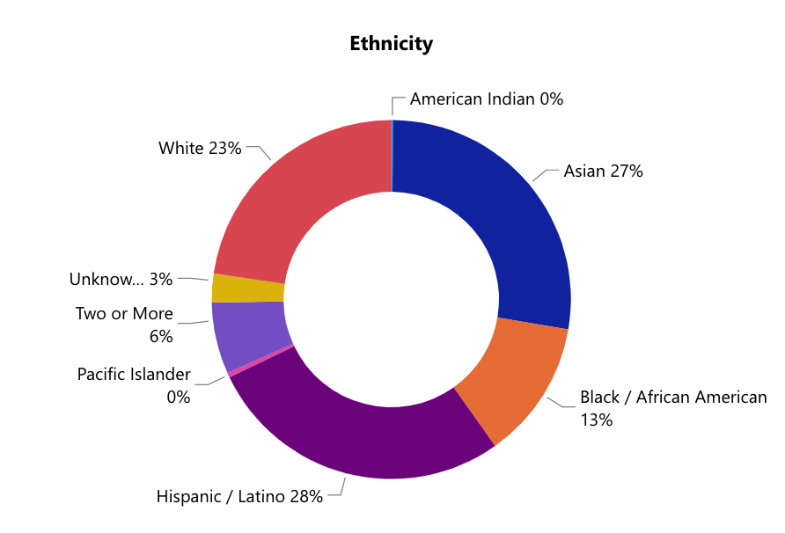 Ethnicity
American Indian 0%
White 23%
Asian 27%
Unknow... 3%
Two or More
6%
Pacific Islander
0%
Black / African American
13%
Hispanic / Latino 28%